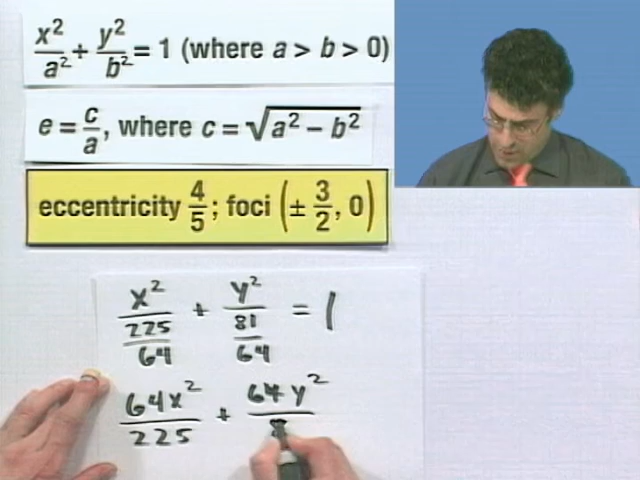 x²/a² + y²/b² = 1 (where a > b > 0)
e = c/a, where c = √(a² − b²)
eccentricity 4/5; foci (± 3/2, 0)
x²/(225/64) + y²/(81/64) = 1
64x²/225 + 64y²/8